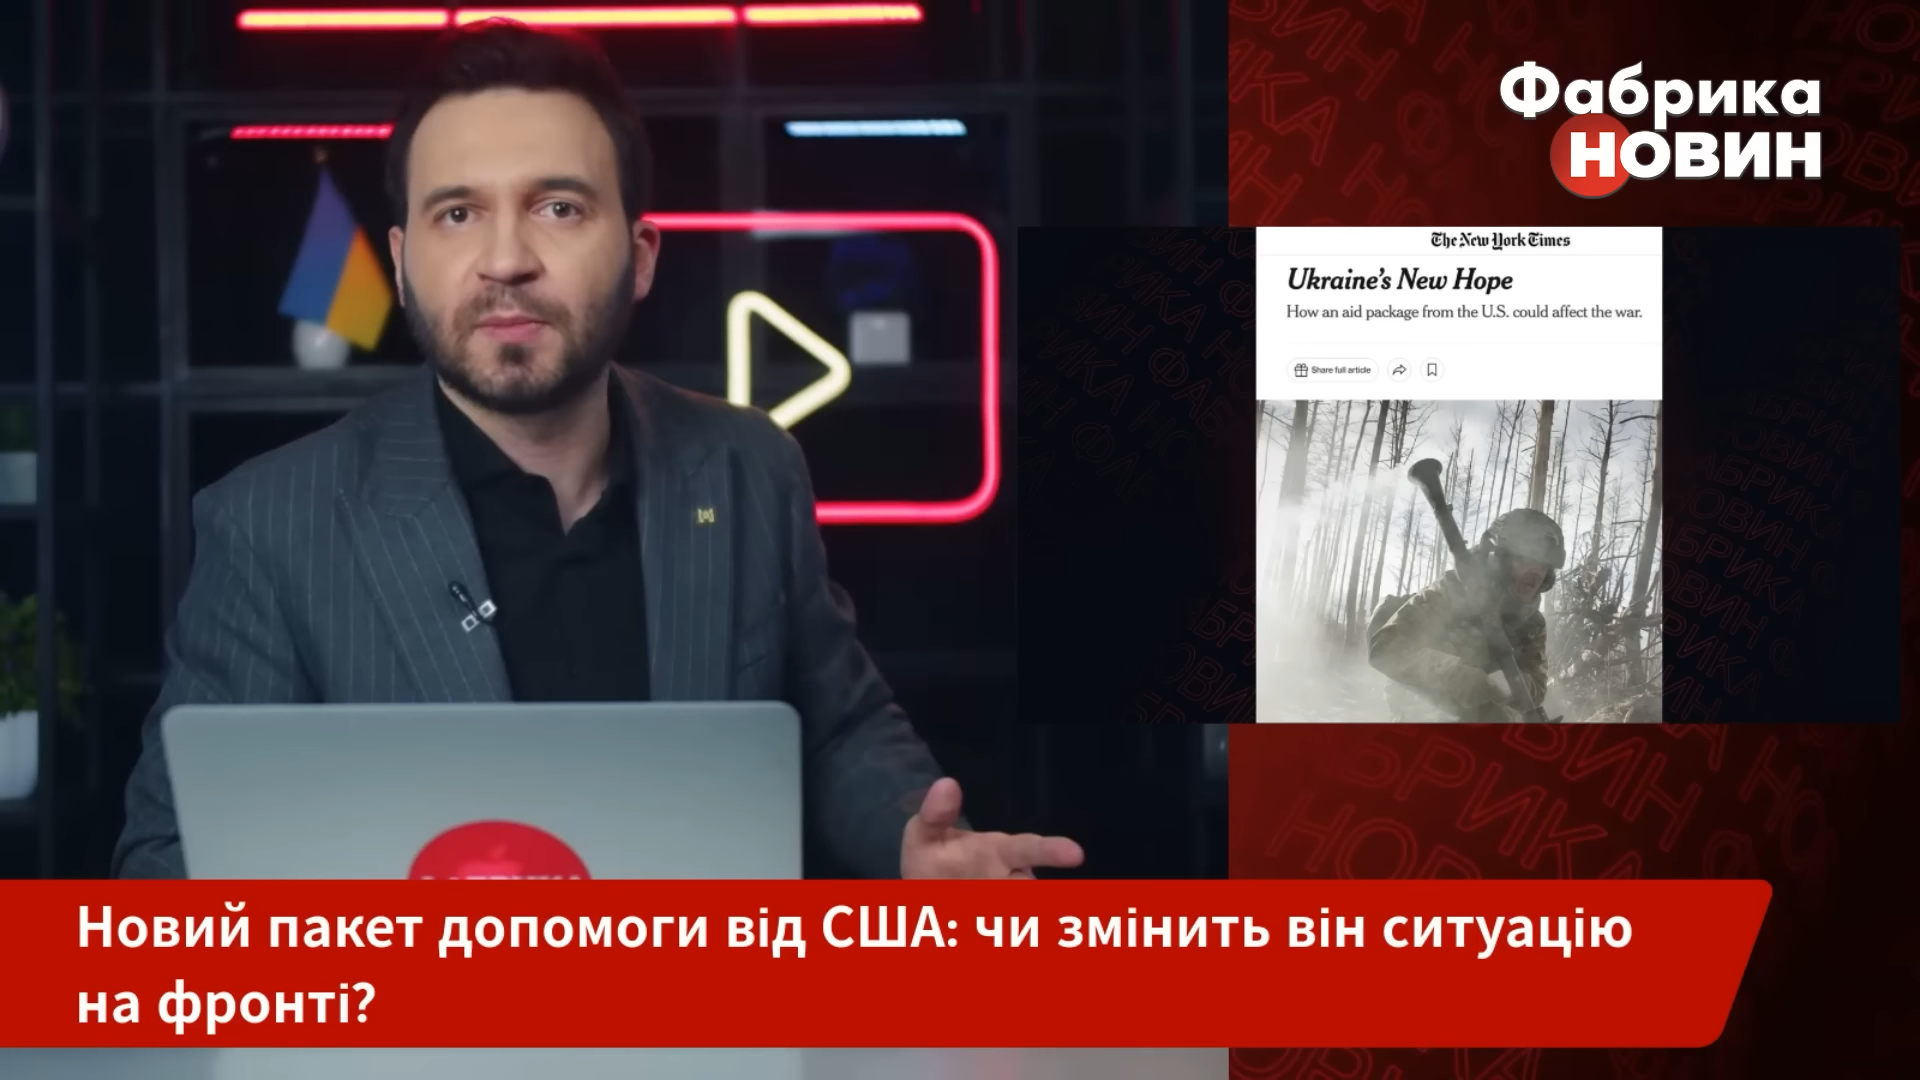 Фабрика
НОВИН
The New York Times
Ukraine's New Hope
How an aid package from the U.S. could affect the war.
Share full article
Новий пакет допомоги від США: чи змінить він ситуацію
на фронті?